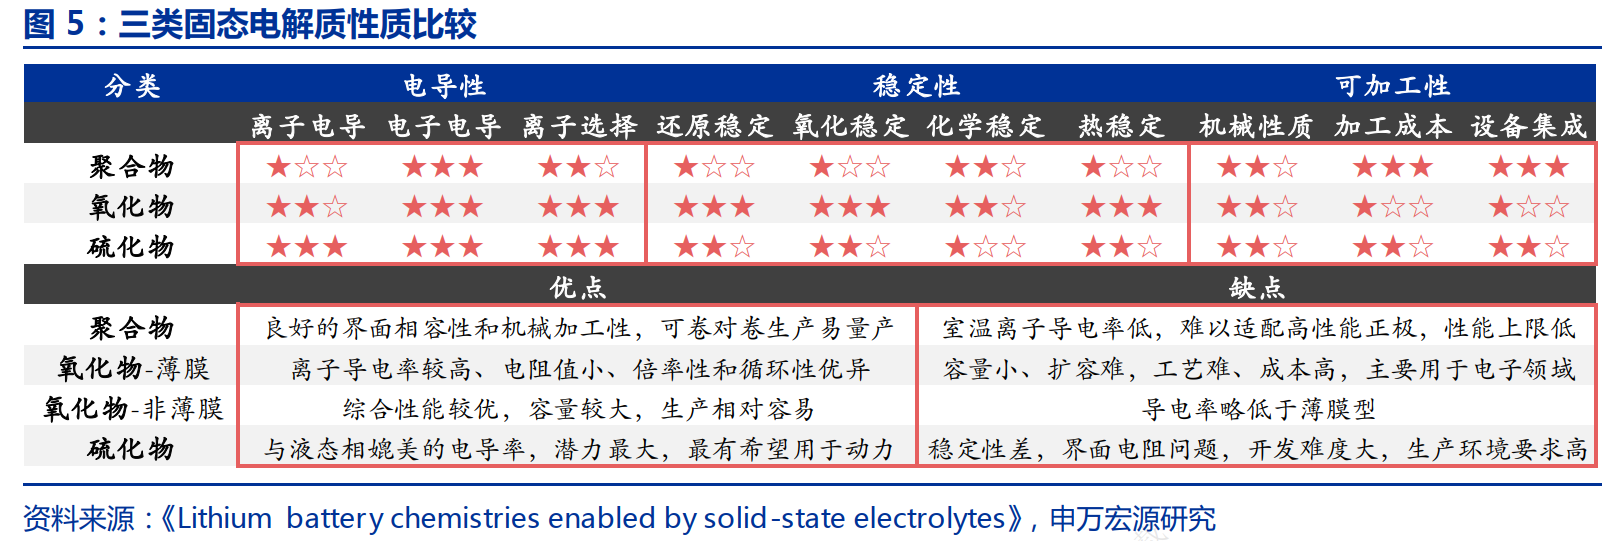 图 5：三类固态电解质性质比较
分类 电导性 稳定性 可加工性
离子电导 电子电导 离子选择 还原稳定 氧化稳定 化学稳定 热稳定 机械性质 加工成本 设备集成
聚合物 ★☆☆ ★★★ ★★☆ ★☆☆ ★☆☆ ★★☆ ★☆☆ ★★☆ ★★★ ★★★
氧化物 ★★☆ ★★★ ★★★ ★★★ ★★★ ★★☆ ★★★ ★★☆ ★☆☆ ★☆☆
硫化物 ★★★ ★★★ ★★★ ★★☆ ★★☆ ★☆☆ ★★☆ ★★☆ ★★☆ ★★☆
优点 缺点
聚合物 良好的界面相容性和机械加工性，可卷对卷生产易量产 室温离子导电率低，难以适配高性能正极，性能上限低
氧化物-薄膜 离子导电率较高、电阻值小、倍率性和循环性优异 容量小、扩容难，工艺难、成本高，主要用于电子领域
氧化物-非薄膜 综合性能较优，容量较大，生产相对容易 导电率略低于薄膜型
硫化物 与液态相媲美的电导率，潜力最大，最有希望用于动力 稳定性差，界面电阻问题，开发难度大，生产环境要求高
资料来源：《Lithium battery chemistries enabled by solid-state electrolytes》, 申万宏源研究